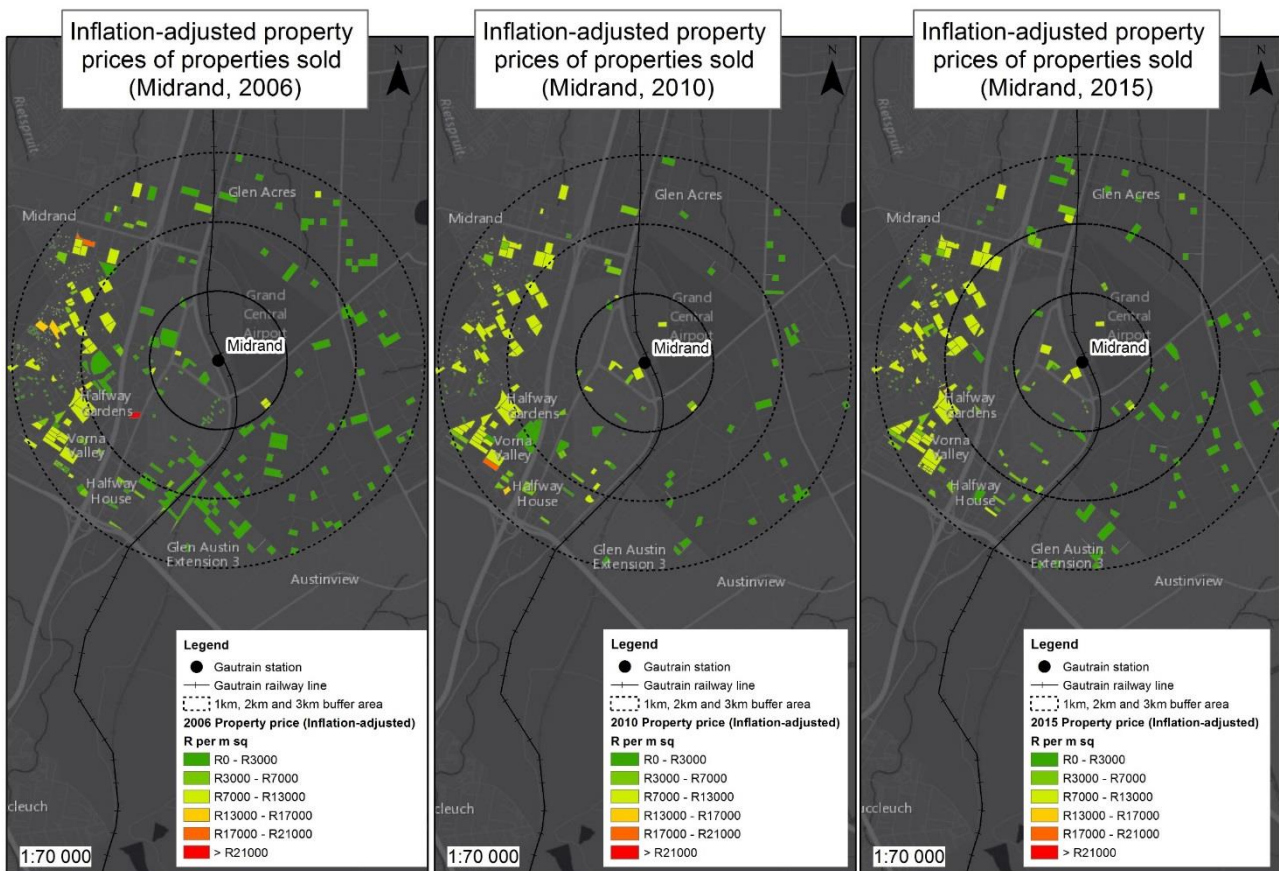 Inflation-adjusted property
prices of properties sold
(Midrand, 2006)
N
Rietspruit
Glen Acres
Midrand
Grand
Central
Airport
Midrand
Halfway
Gardens
Vorna
Valley
Halfway
House
Glen Austin
Extension 3
Austinview
Legend
Gautrain station
Gautrain railway line
1km, 2km and 3km buffer area
2006 Property price (Inflation-adjusted)
R per m sq
R0 - R3000
R3000 - R7000
R7000 - R13000
R13000 - R17000
R17000 - R21000
> R21000
ccleuch
1:70 000
Inflation-adjusted property
prices of properties sold
(Midrand, 2010)
N
Rietspruit
Glen Acres
Midrand
Grand
Central
Airport
Midrand
Halfway
Gardens
Vorna
Valley
Halfway
House
Glen Austin
Extension 3
Austinview
Legend
Gautrain station
Gautrain railway line
1km, 2km and 3km buffer area
2010 Property price (Inflation-adjusted)
R per m sq
R0 - R3000
R3000 - R7000
R7000 - R13000
R13000 - R17000
R17000 - R21000
> R21000
ccleuch
1:70 000
Inflation-adjusted property
prices of properties sold
(Midrand, 2015)
N
Rietspruit
Glen Acres
Midrand
Grand
Central
Airport
Midrand
Halfway
Gardens
Vorna
Valley
Halfway
House
Glen Austin
Extension 3
Austinview
Legend
Gautrain station
Gautrain railway line
1km, 2km and 3km buffer area
2015 Property price (Inflation-adjusted)
R per m sq
R0 - R3000
R3000 - R7000
R7000 - R13000
R13000 - R17000
R17000 - R21000
> R21000
uccleuch
1:70 000